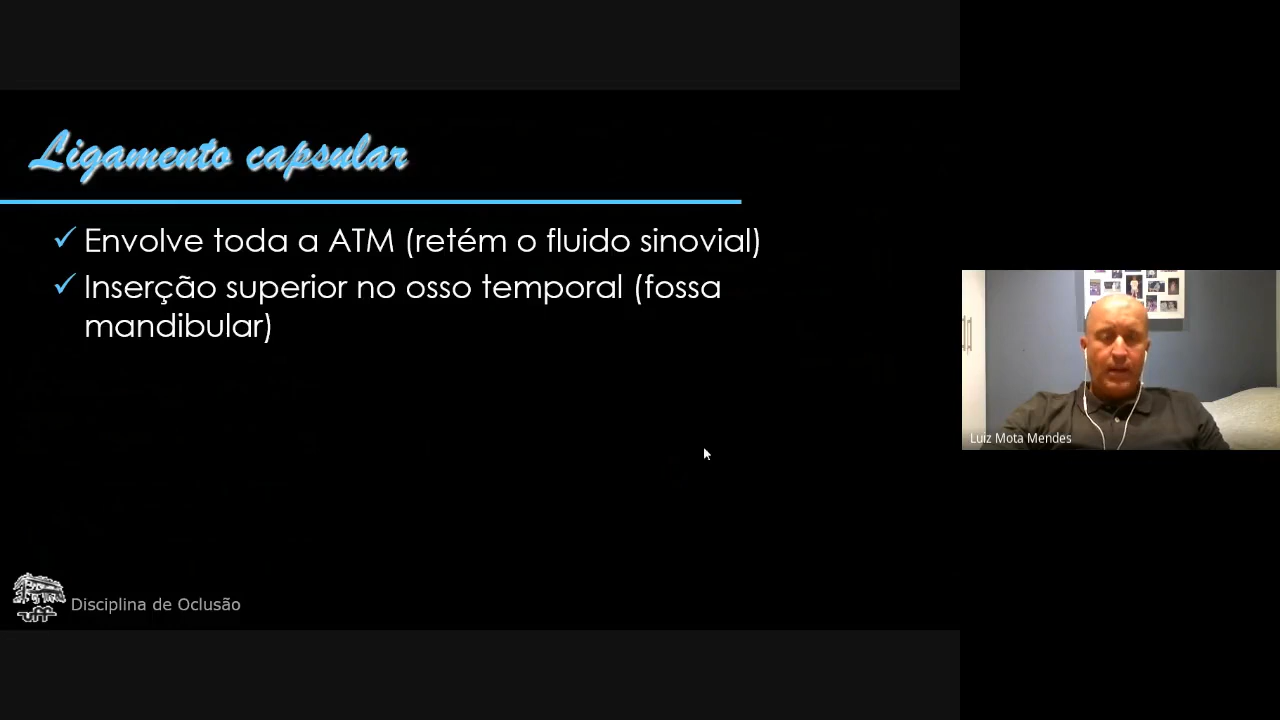 Ligamento capsular
✓ Envolve toda a ATM (retém o fluido sinovial)
✓ Inserção superior no osso temporal (fossa
mandibular)
Luiz Mota Mendes
uff
Disciplina de Oclusão